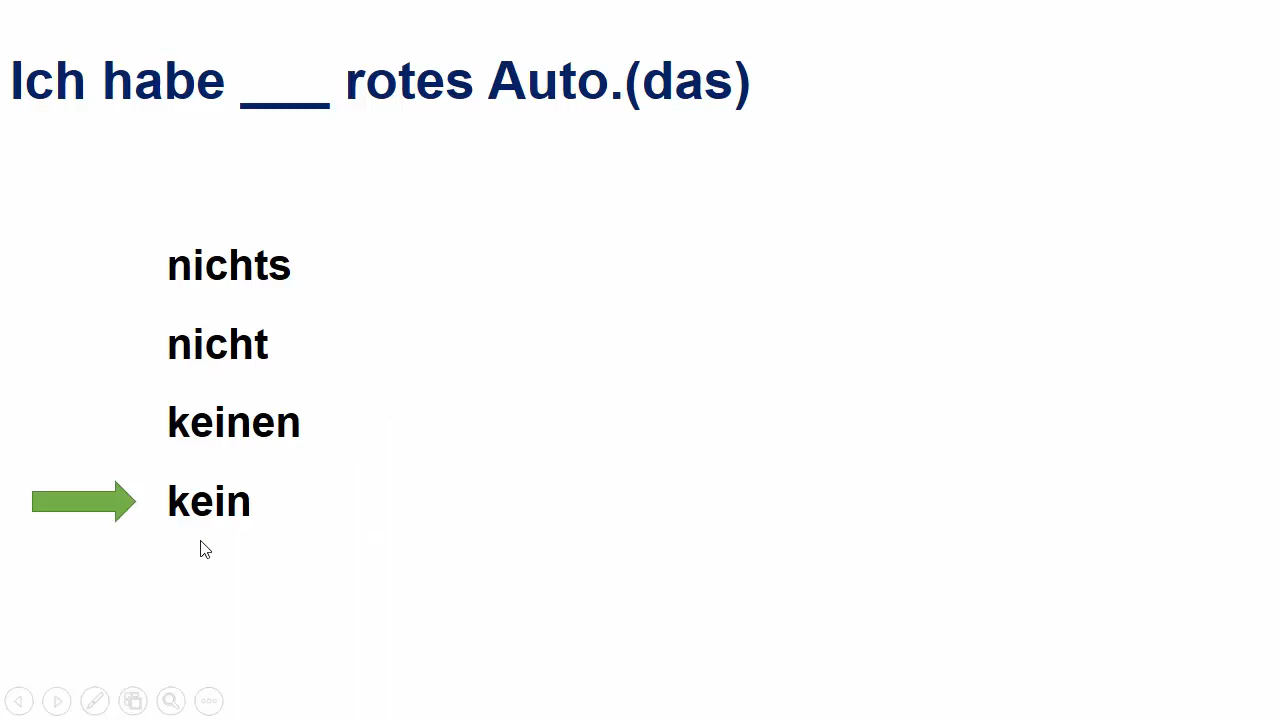 Ich habe ___ rotes Auto.(das)
nichts
nicht
keinen
kein